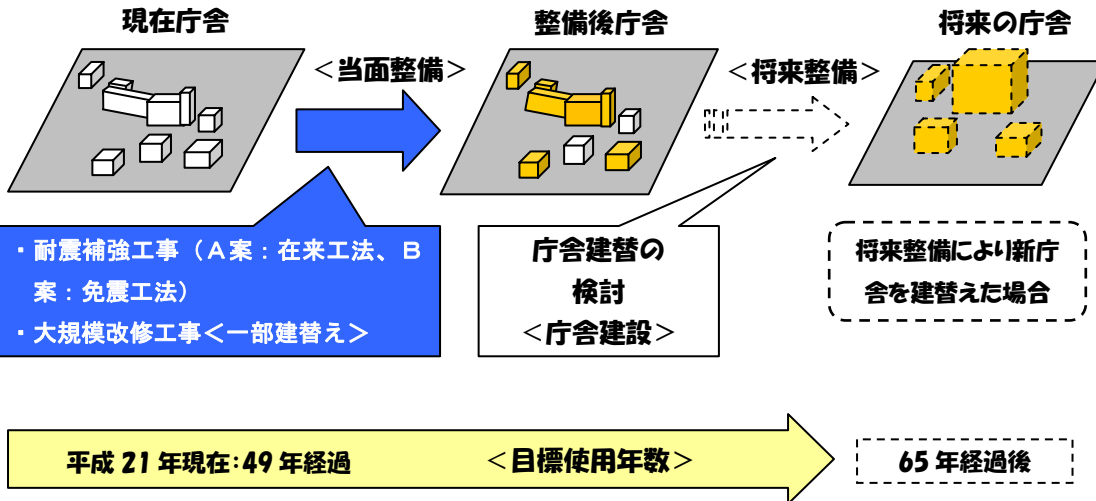 現在庁舎
整備後庁舎
将来の庁舎
＜当面整備＞
＜将来整備＞
・耐震補強工事（Ａ案：在来工法、Ｂ
案：免震工法）
・大規模改修工事＜一部建替え＞
庁舎建替の
検討
＜庁舎建設＞
将来整備により新庁
舎を建替えた場合
平成 21 年現在：49 年経過
＜目標使用年数＞
65 年経過後